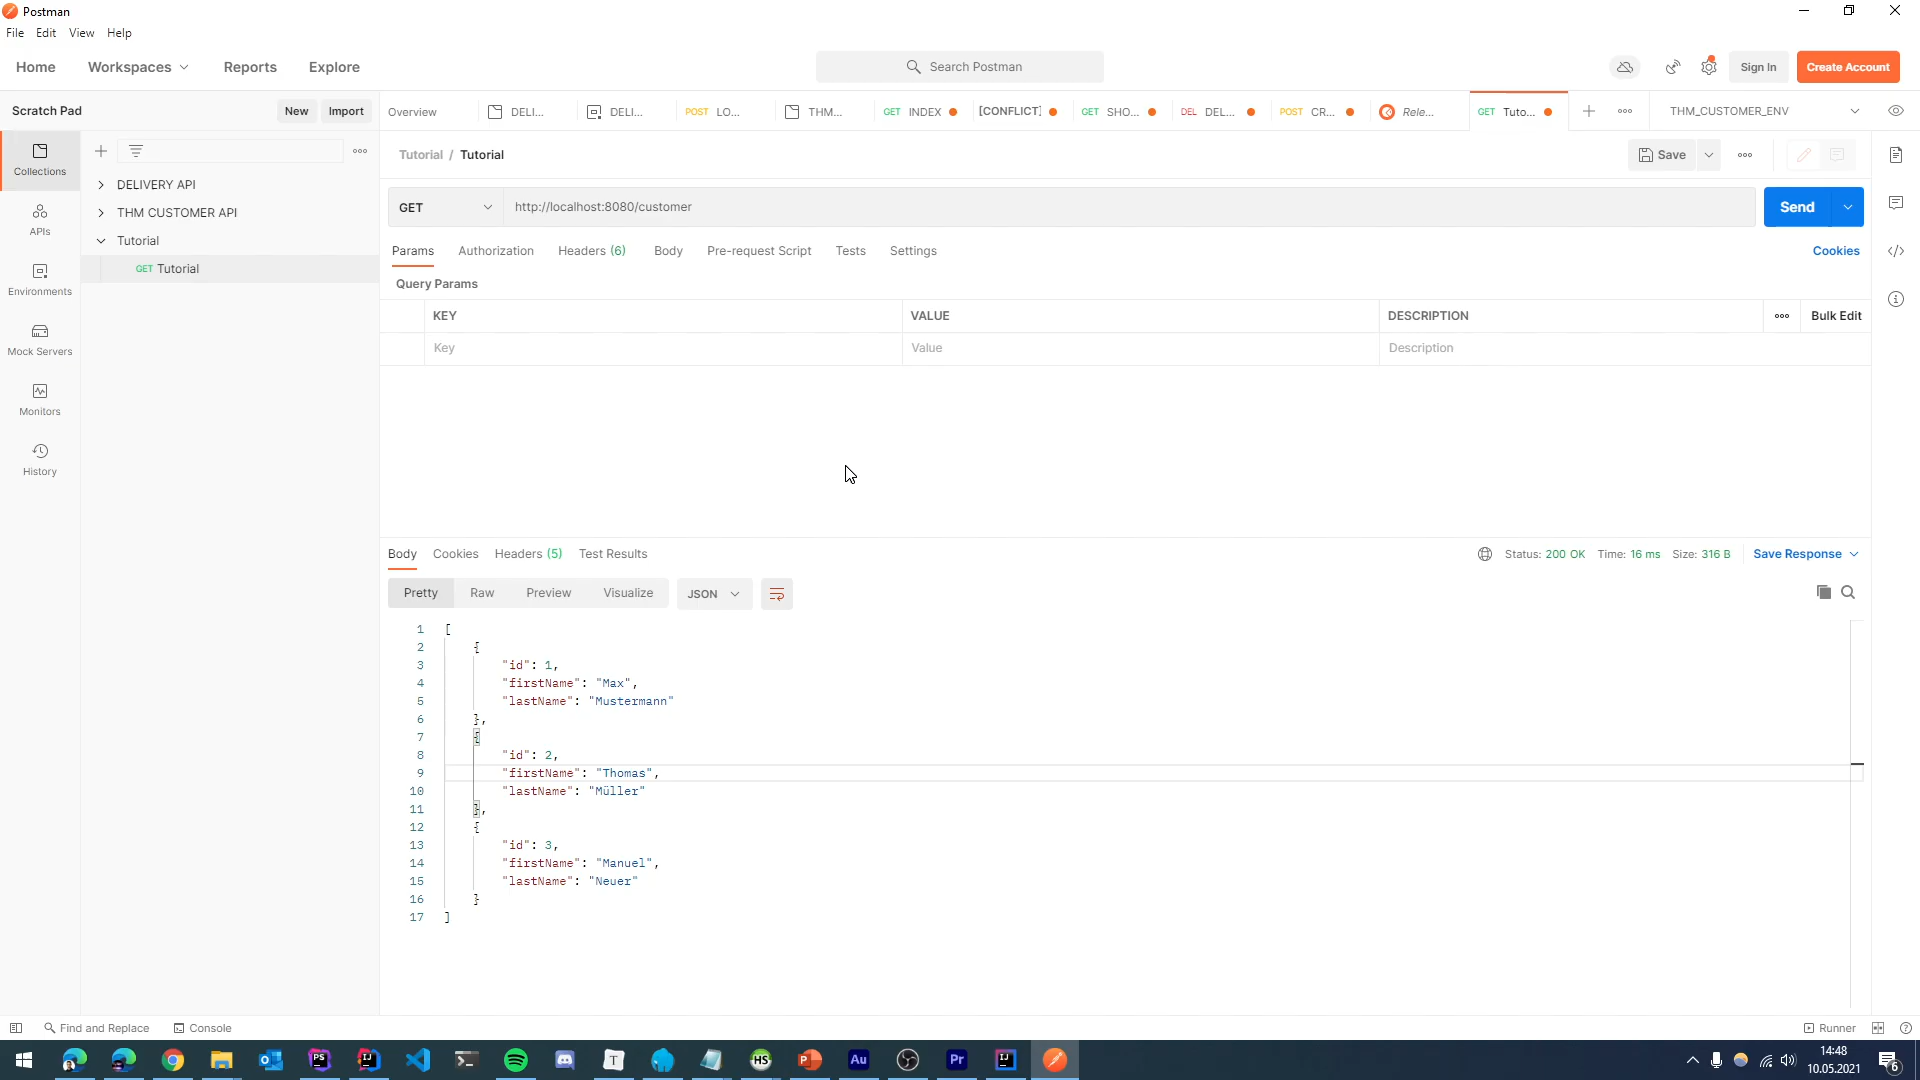 Postman
File Edit View Help
Home Workspaces Reports Explore Search Postman Sign In Create Account
Scratch Pad New Import Overview DELI... DELI... POST LO... THM... GET INDEX [CONFLICT] GET SHO... DEL DEL... POST CR... Rele... GET Tuto... THM_CUSTOMER_ENV
Collections
APIs
Environments
Mock Servers
Monitors
History
DELIVERY API
THM CUSTOMER API
Tutorial
GET Tutorial
Tutorial / Tutorial Save
GET http://localhost:8080/customer Send
Params Authorization Headers (6) Body Pre-request Script Tests Settings Cookies
Query Params
KEY VALUE DESCRIPTION Bulk Edit
Key Value Description
Body Cookies Headers (5) Test Results Status: 200 OK Time: 16 ms Size: 316 B Save Response
Pretty Raw Preview Visualize JSON
1 [
2 {
3 "id": 1,
4 "firstName": "Max",
5 "lastName": "Mustermann"
6 },
7 {
8 "id": 2,
9 "firstName": "Thomas",
10 "lastName": "Müller"
11 },
12 {
13 "id": 3,
14 "firstName": "Manuel",
15 "lastName": "Neuer"
16 }
17 ]
Find and Replace Console Runner
PS IJ T HS P Au Pr IJ
14:48
10.05.2021
6